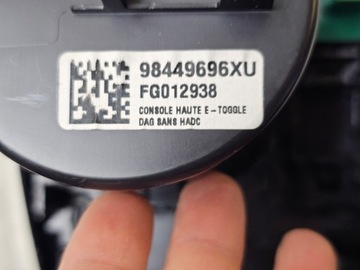 98449696XU
FG012938
CONSOLE HAUTE E-TOGGLE
DAG SANS HADC